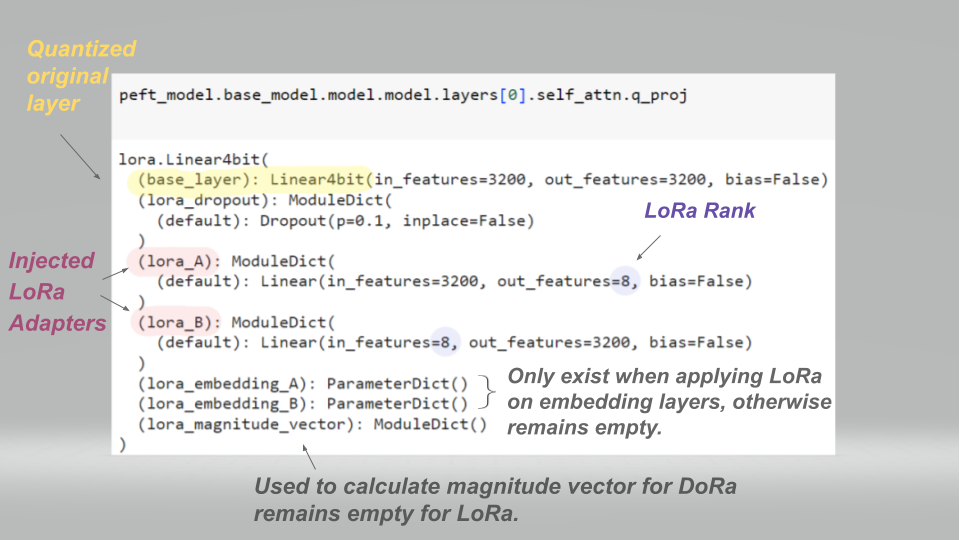 Quantized
original
layer
peft_model.base_model.model.model.layers[0].self_attn.q_proj
lora.Linear4bit(
(base_layer): Linear4bit(in_features=3200, out_features=3200, bias=False)
(lora_dropout): ModuleDict(
(default): Dropout(p=0.1, inplace=False)
)
LoRa Rank
Injected
LoRa
Adapters
(lora_A): ModuleDict(
(default): Linear(in_features=3200, out_features=8, bias=False)
)
(lora_B): ModuleDict(
(default): Linear(in_features=8, out_features=3200, bias=False)
)
(lora_embedding_A): ParameterDict()
(lora_embedding_B): ParameterDict()
(lora_magnitude_vector): ModuleDict()
)
Only exist when applying LoRa
on embedding layers, otherwise
remains empty.
Used to calculate magnitude vector for DoRa
remains empty for LoRa.